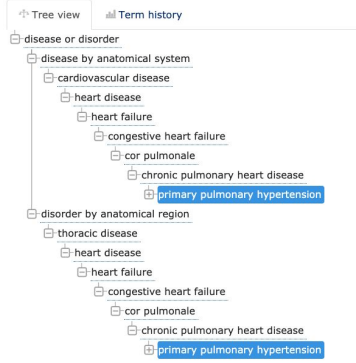 Tree view
Term history
disease or disorder
disease by anatomical system
cardiovascular disease
heart disease
heart failure
congestive heart failure
cor pulmonale
chronic pulmonary heart disease
primary pulmonary hypertension
disorder by anatomical region
thoracic disease
heart disease
heart failure
congestive heart failure
cor pulmonale
chronic pulmonary heart disease
primary pulmonary hypertension